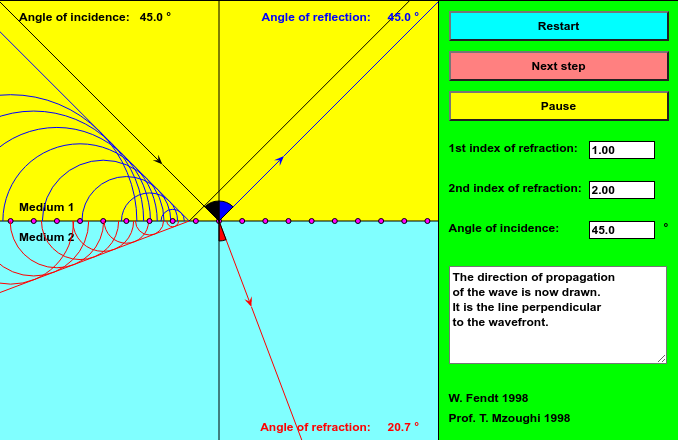 Angle of incidence: 45.0 °
Angle of reflection: 45.0 °
Medium 1
Medium 2
Angle of refraction: 20.7 °
Restart
Next step
Pause
1st index of refraction: 1.00
2nd index of refraction: 2.00
Angle of incidence: 45.0 °
The direction of propagation
of the wave is now drawn.
It is the line perpendicular
to the wavefront.
W. Fendt 1998
Prof. T. Mzoughi 1998